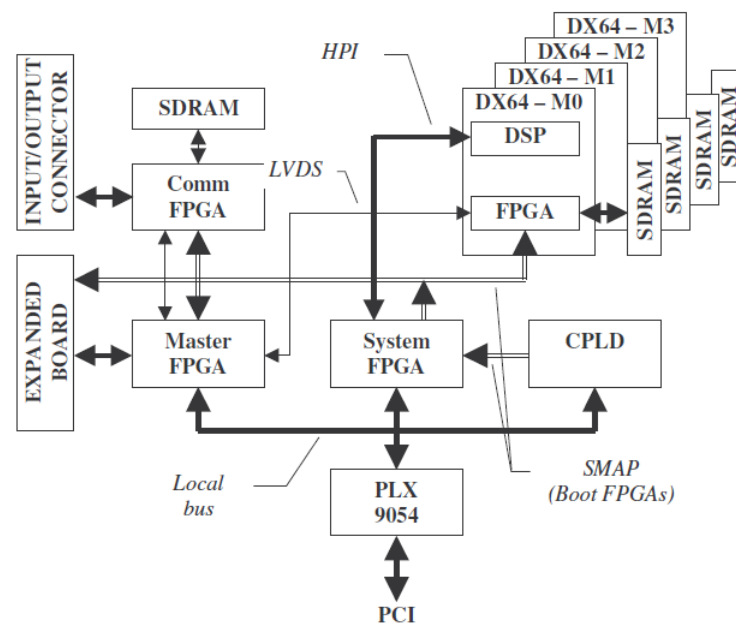 DX64 – M3
DX64 – M2
DX64 – M1
DX64 – M0
HPI
DSP
FPGA
SDRAM
SDRAM
SDRAM
SDRAM
INPUT/OUTPUT
CONNECTOR
SDRAM
Comm
FPGA
LVDS
EXPANDED
BOARD
Master
FPGA
System
FPGA
CPLD
Local
bus
PLX
9054
SMAP
(Boot FPGAs)
PCI